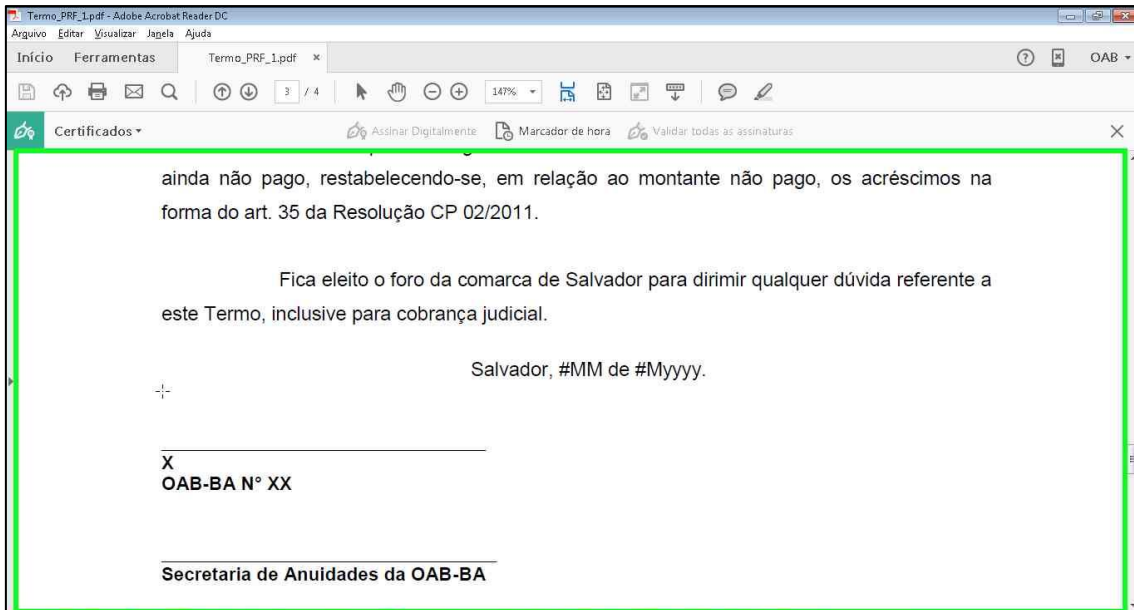 Termo_PRF_1.pdf - Adobe Acrobat Reader DC
Arquivo Editar Visualizar Janela Ajuda
Início Ferramentas Termo_PRF_1.pdf × OAB
3 / 4 147%
Certificados Assinar Digitalmente Marcador de hora Validar todas as assinaturas
ainda não pago, restabelecendo-se, em relação ao montante não pago, os acréscimos na
forma do art. 35 da Resolução CP 02/2011.
Fica eleito o foro da comarca de Salvador para dirimir qualquer dúvida referente a
este Termo, inclusive para cobrança judicial.
Salvador, #MM de #Myyyy.
X
OAB-BA N° XX
Secretaria de Anuidades da OAB-BA